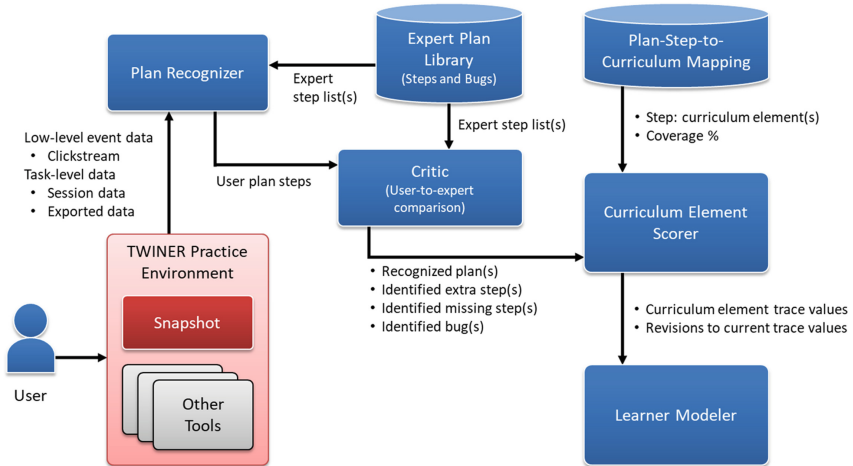 Plan Recognizer
Expert Plan
Library
(Steps and Bugs)
Plan-Step-to-
Curriculum Mapping
Expert
step list(s)
Expert step list(s)
• Step: curriculum element(s)
• Coverage %
Low-level event data
• Clickstream
Task-level data
• Session data
• Exported data
User plan steps
Critic
(User-to-expert
comparison)
Curriculum Element
Scorer
TWINER Practice
Environment
Snapshot
Other
Tools
User
• Recognized plan(s)
• Identified extra step(s)
• Identified missing step(s)
• Identified bug(s)
• Curriculum element trace values
• Revisions to current trace values
Learner Modeler